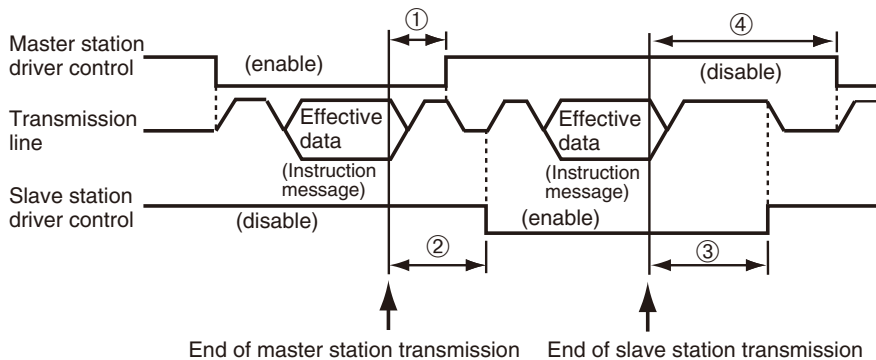 ①
④
Master station
driver control
(enable)
(disable)
Transmission
line
Effective
data
Effective
data
(Instruction
message)
(Instruction
message)
Slave station
driver control
(disable)
(enable)
②
③
End of master station transmission
End of slave station transmission